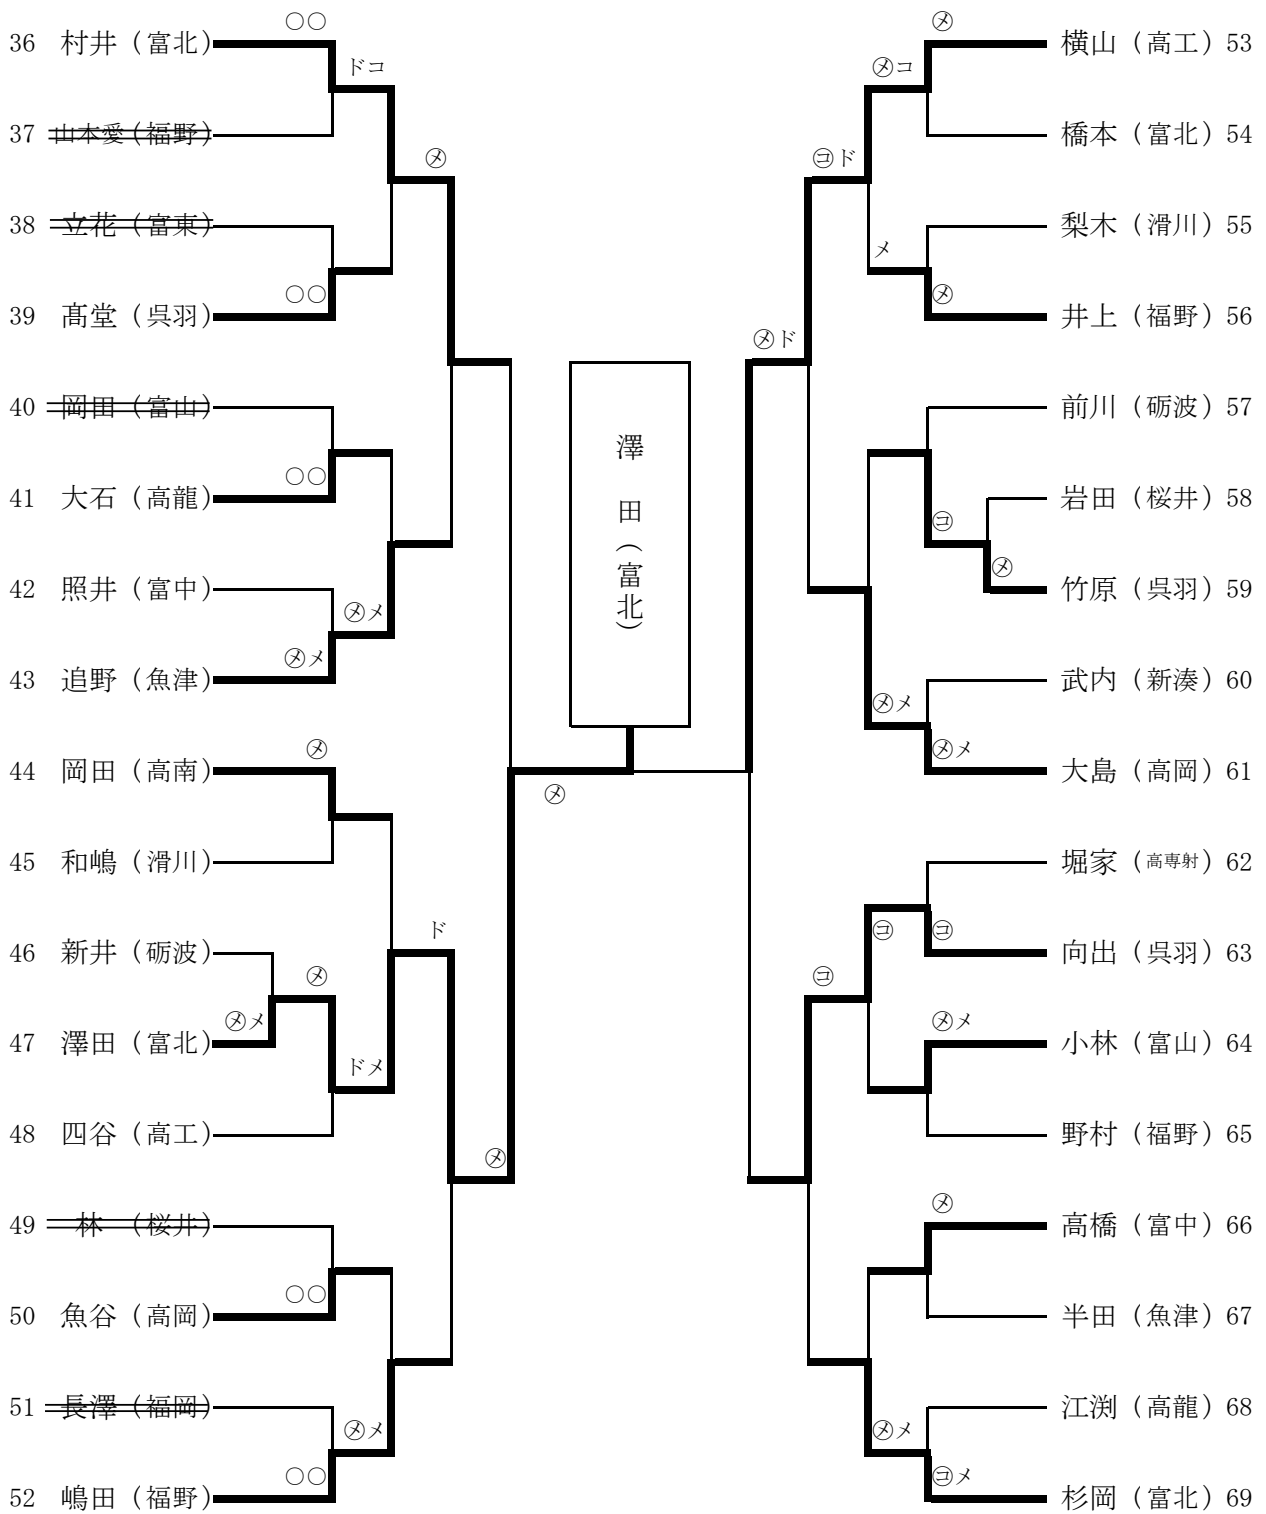 ○○
36 村井（富北）
ドコ
37 山本愛（福野）
㋱
38 立花（富東）
○○
39 髙堂（呉羽）
40 岡田（富山）
○○
41 大石（高龍）
42 照井（富中）
㋱メ
㋱メ
43 追野（魚津）
㋱
44 岡田（高南）
45 和嶋（滑川）
ド
46 新井（砺波）
㋱
㋱メ
47 澤田（富北）
ドメ
48 四谷（高工）
㋱
49 林（桜井）
○○
50 魚谷（高岡）
51 長澤（福岡）
㋱メ
○○
52 嶋田（福野）
澤田（富北）
㋱
㋱
横山（高工）53
㋱コ
橋本（富北）54
㋙ド
梨木（滑川）55
メ
㋱
井上（福野）56
㋱ド
前川（砺波）57
岩田（桜井）58
㋙
㋱
竹原（呉羽）59
武内（新湊）60
㋱メ
㋱メ
大島（高岡）61
堀家（高専射）62
㋙
㋙
向出（呉羽）63
㋙
㋱メ
小林（富山）64
野村（福野）65
㋱
高橋（富中）66
半田（魚津）67
江渕（高龍）68
㋱メ
㋙メ
杉岡（富北）69